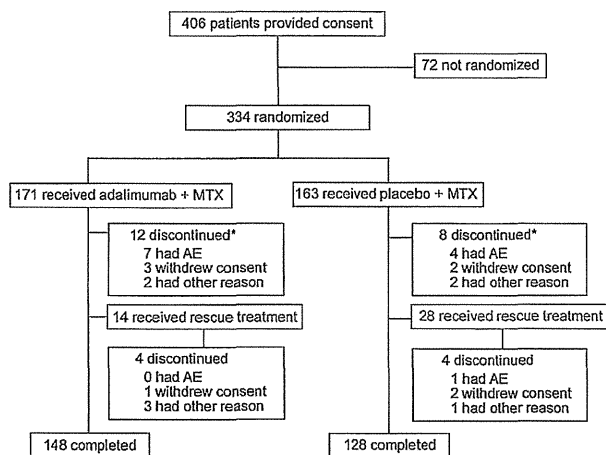 406 patients provided consent
72 not randomized
334 randomized
171 received adalimumab + MTX
163 received placebo + MTX
12 discontinued*
7 had AE
3 withdrew consent
2 had other reason
8 discontinued*
4 had AE
2 withdrew consent
2 had other reason
14 received rescue treatment
28 received rescue treatment
4 discontinued
0 had AE
1 withdrew consent
3 had other reason
4 discontinued
1 had AE
2 withdrew consent
1 had other reason
148 completed
128 completed